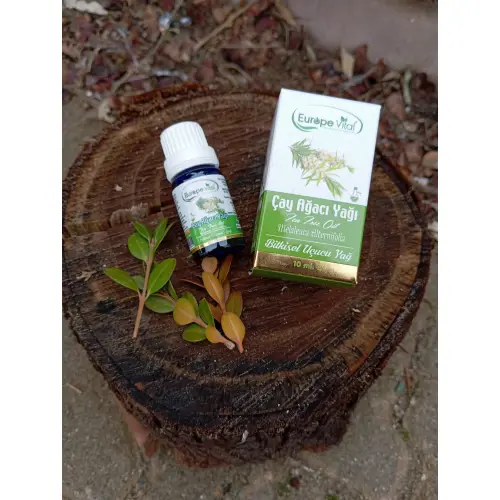 Europe Vital
Europe Vital
Çay Ağacı Yağı
Tea Tree Oil
Melaleuca alternifolia
Bitkisel Uçucu Yağ
10 mL